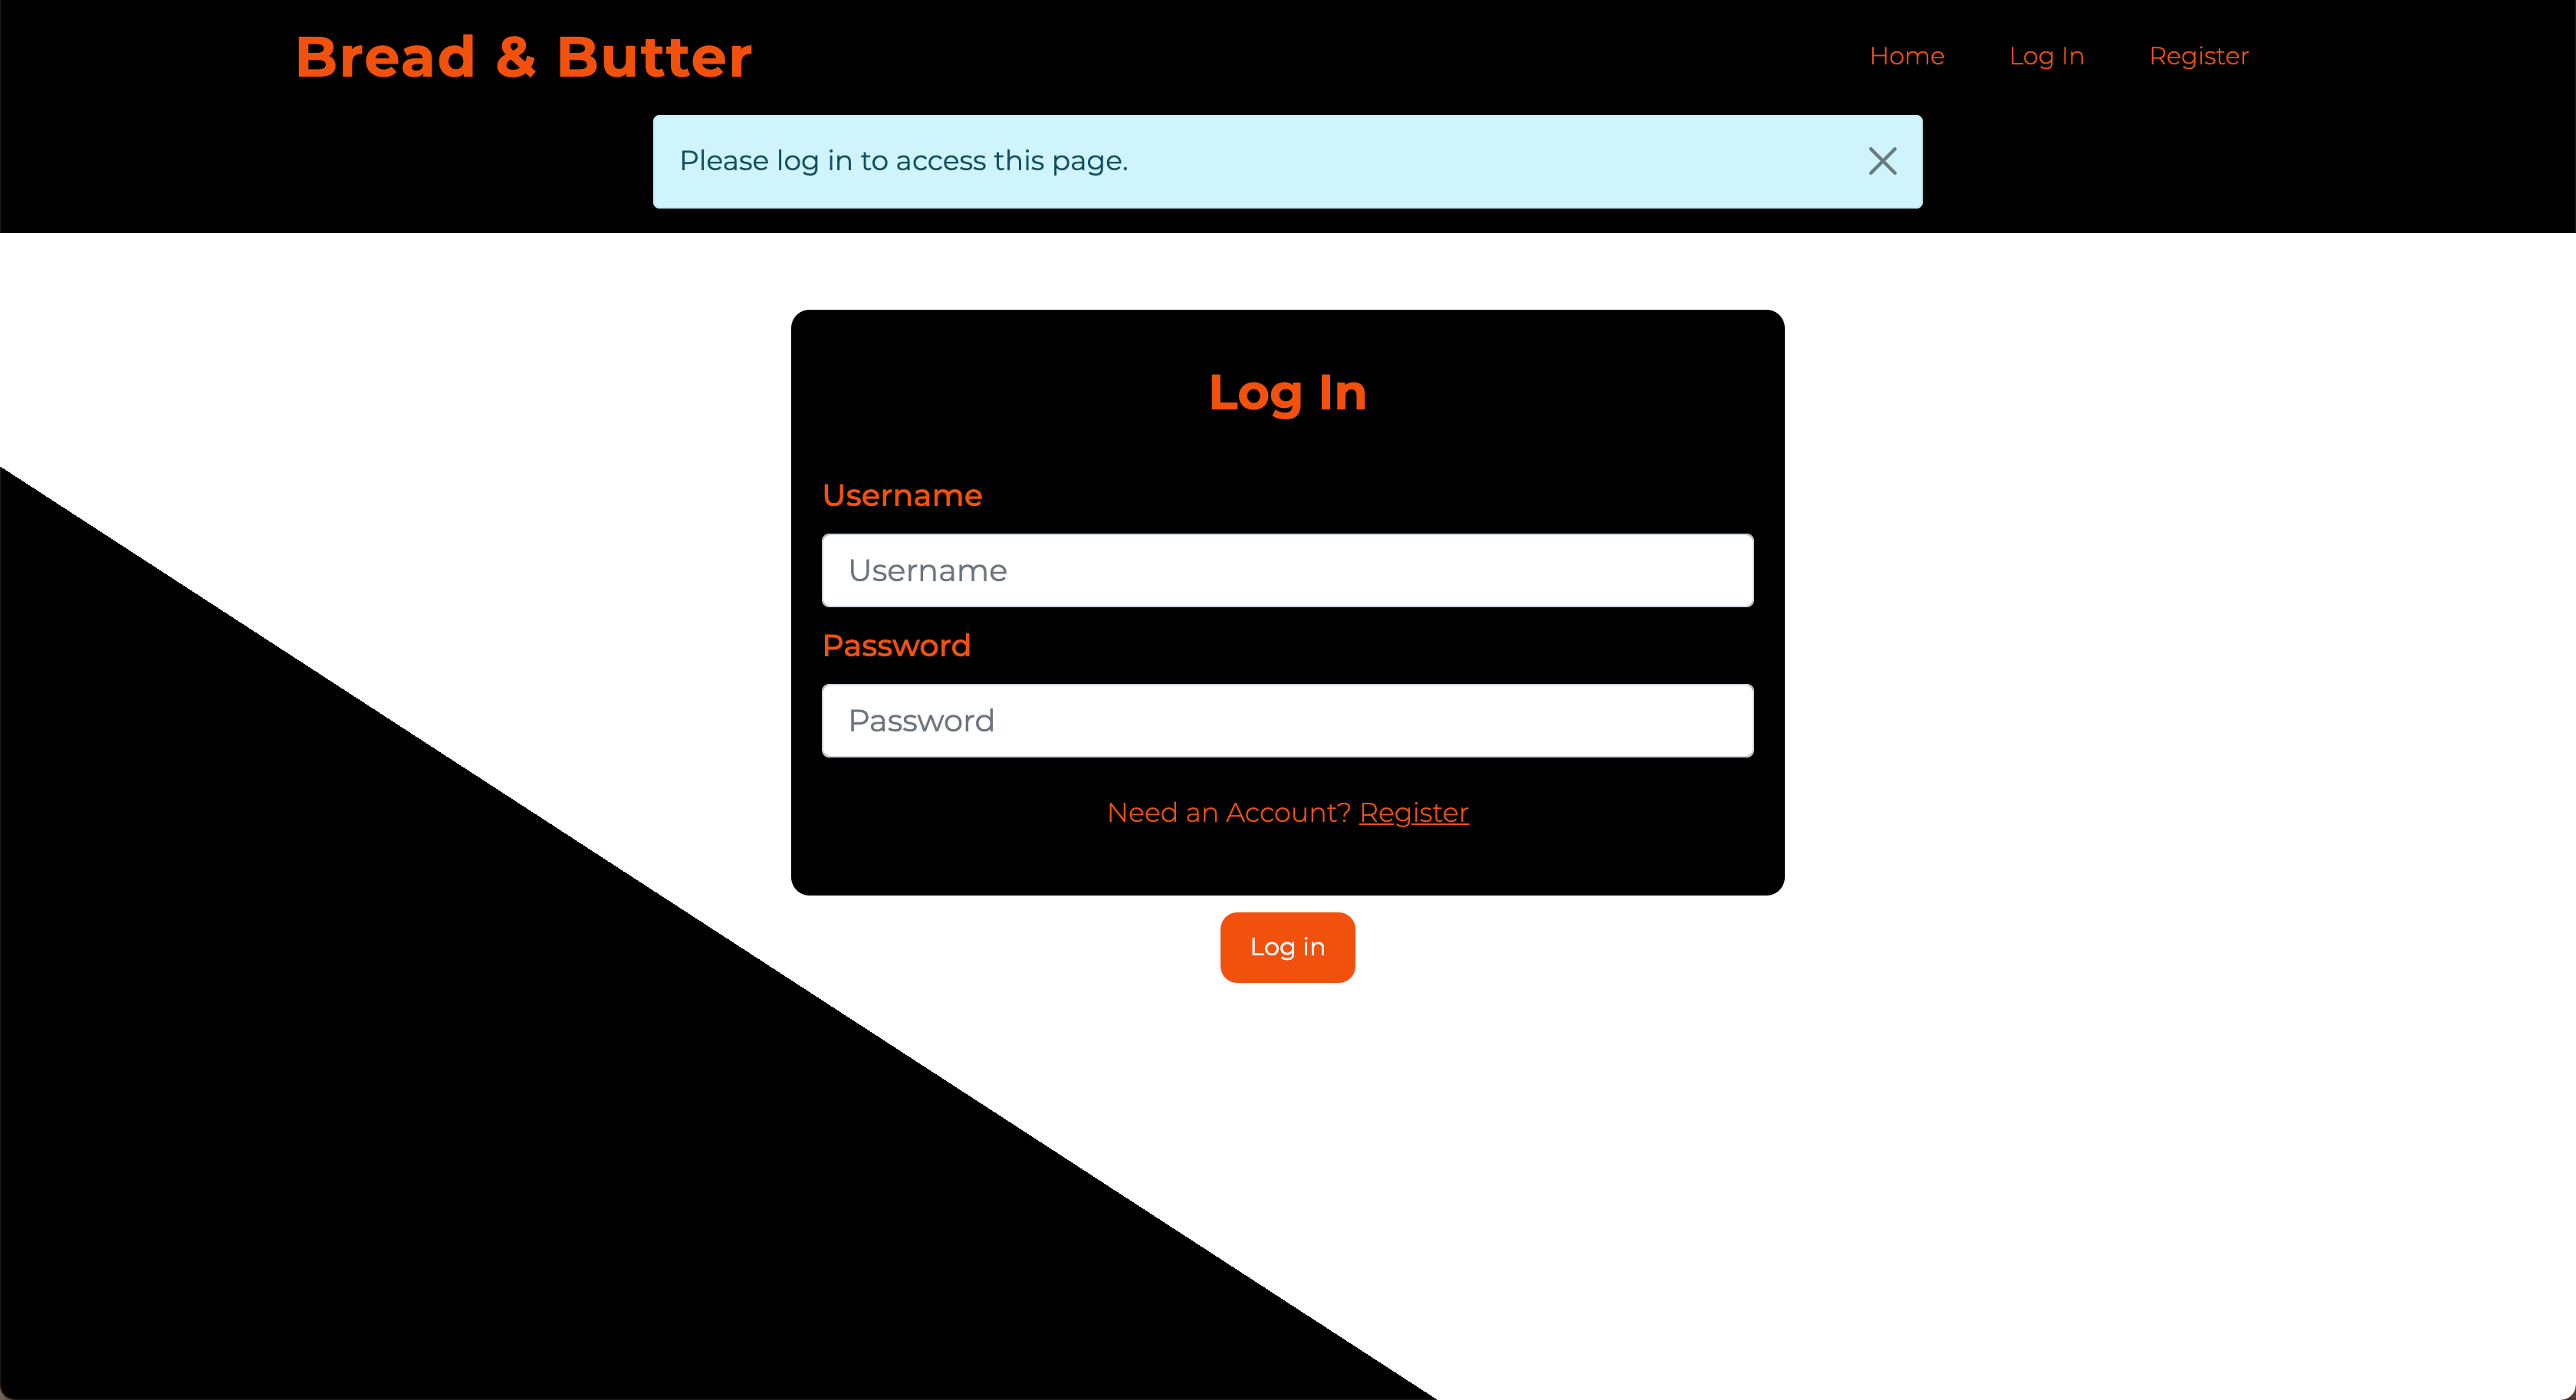 Bread & Butter
Home Log In Register
Please log in to access this page.
Log In
Username
Username
Password
Password
Need an Account? Register
Log in